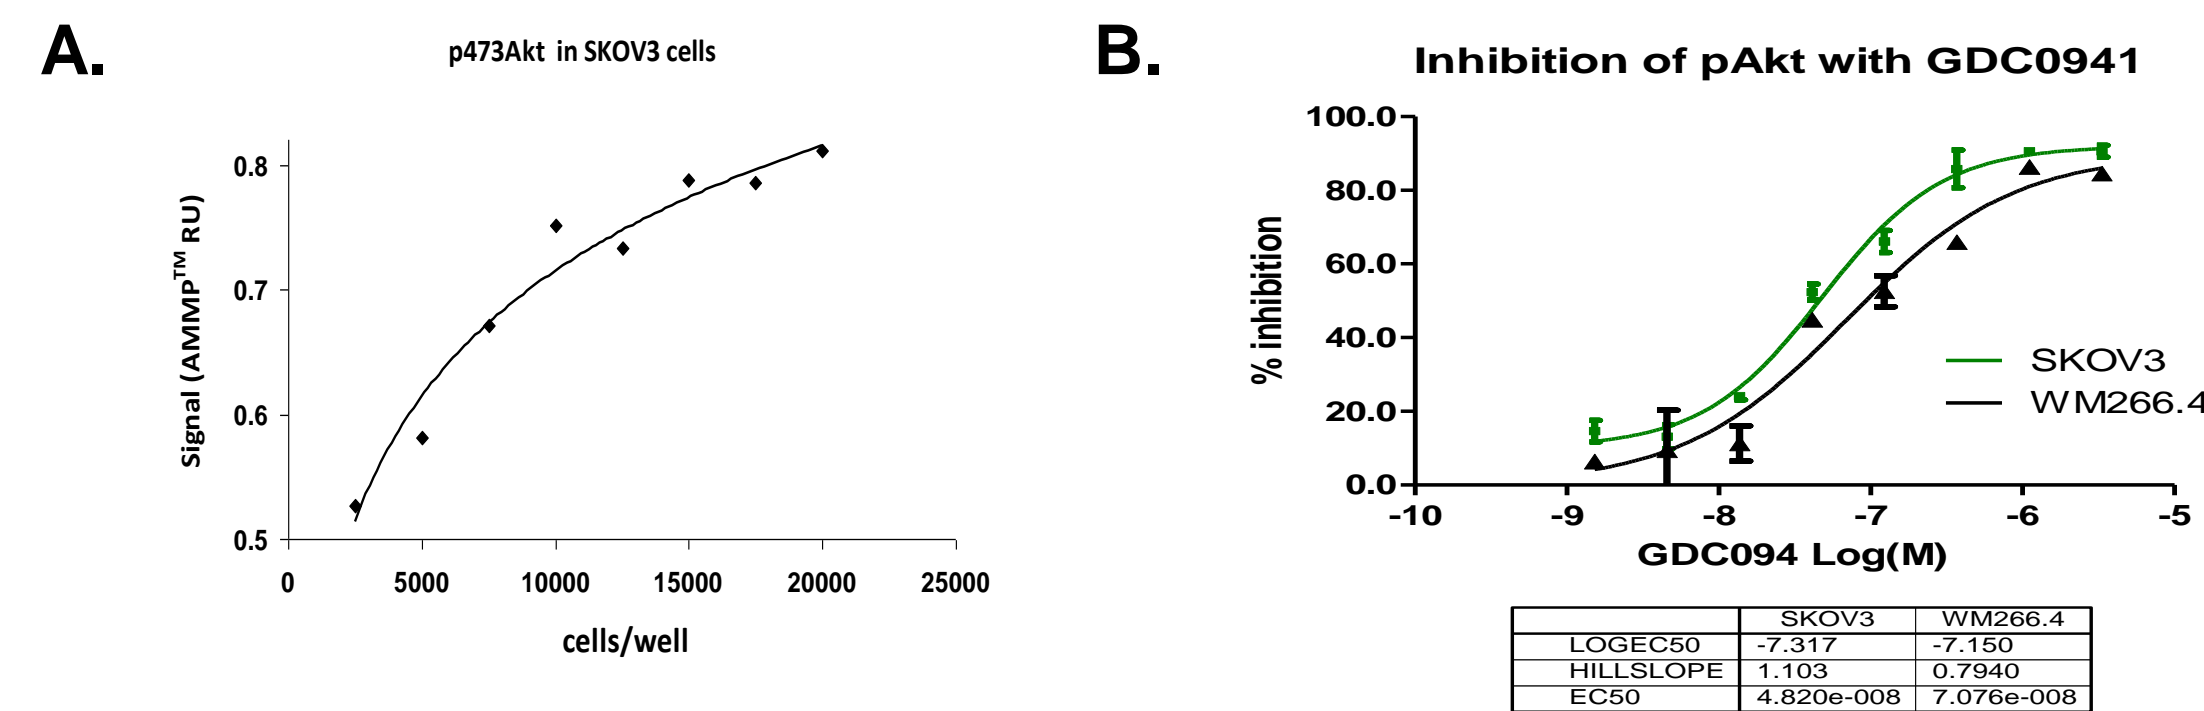 A.
p473Akt in SKOV3 cells
Signal (AMMP™ RU)
0.8
0.7
0.6
0.5
0 5000 10000 15000 20000 25000
cells/well
B.
Inhibition of pAkt with GDC0941
% inhibition
100.0
80.0
60.0
40.0
20.0
0.0
-10 -9 -8 -7 -6 -5
GDC094 Log(M)
SKOV3
WM266.4
SKOV3 WM266.4
LOGEC50 -7.317 -7.150
HILLSLOPE 1.103 0.7940
EC50 4.820e-008 7.076e-008